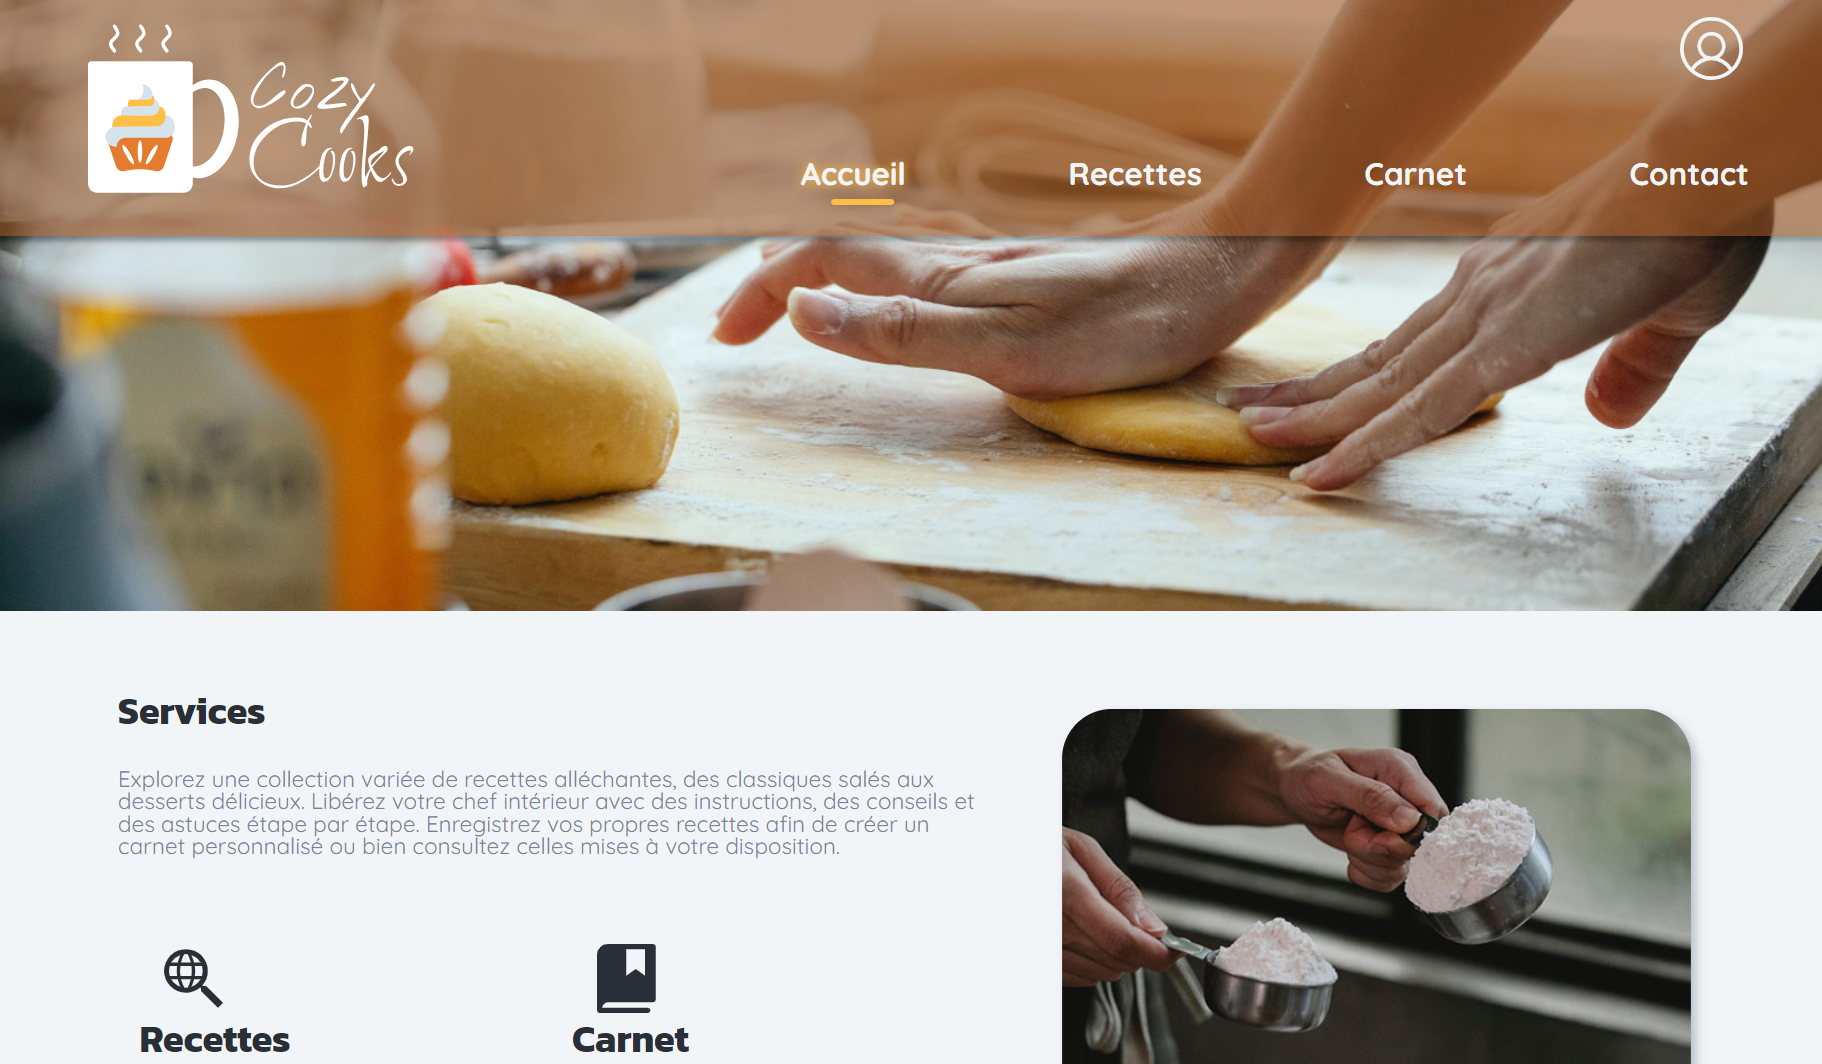 Cozy
Cooks
Accueil
Recettes
Carnet
Contact
Services
Explorez une collection variée de recettes alléchantes, des classiques salés aux
desserts délicieux. Libérez votre chef intérieur avec des instructions, des conseils et
des astuces étape par étape. Enregistrez vos propres recettes afin de créer un
carnet personnalisé ou bien consultez celles mises à votre disposition.
Recettes
Carnet